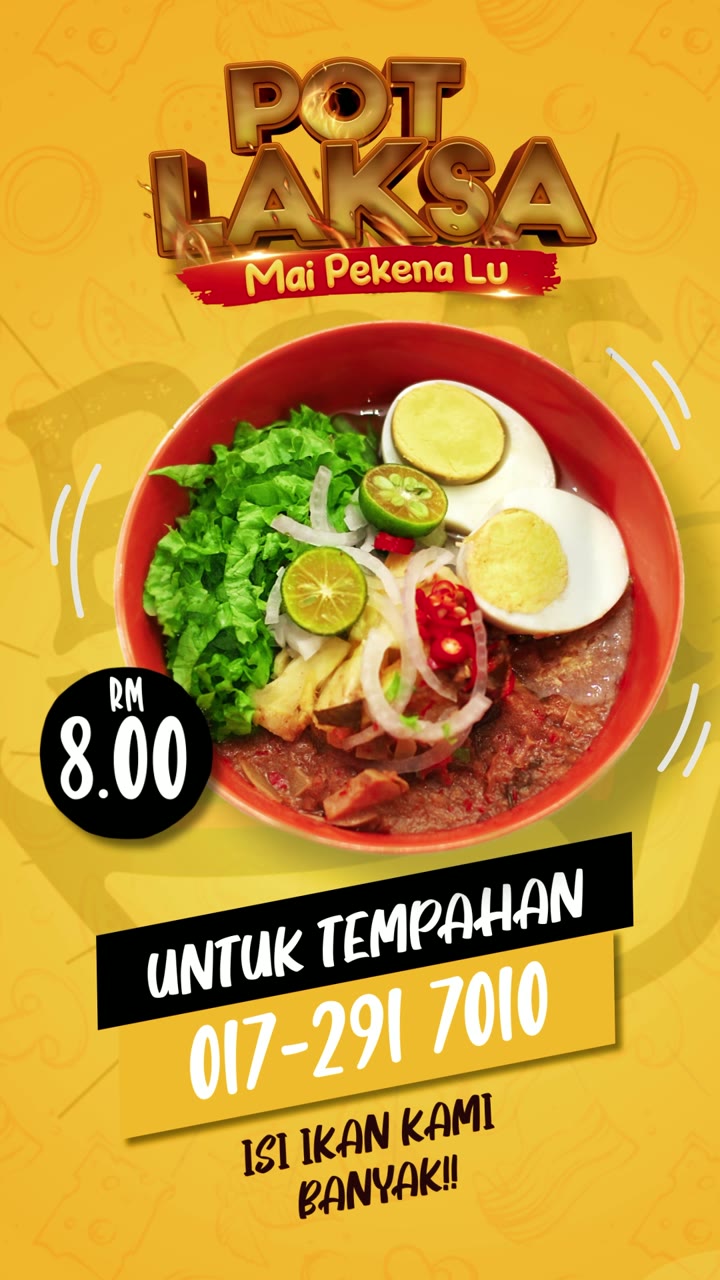 POT
LAKSA
Mai Pekena Lu
RM
8.00
UNTUK TEMPAHAN
017-291 7010
ISI IKAN KAMI
BANYAK!!